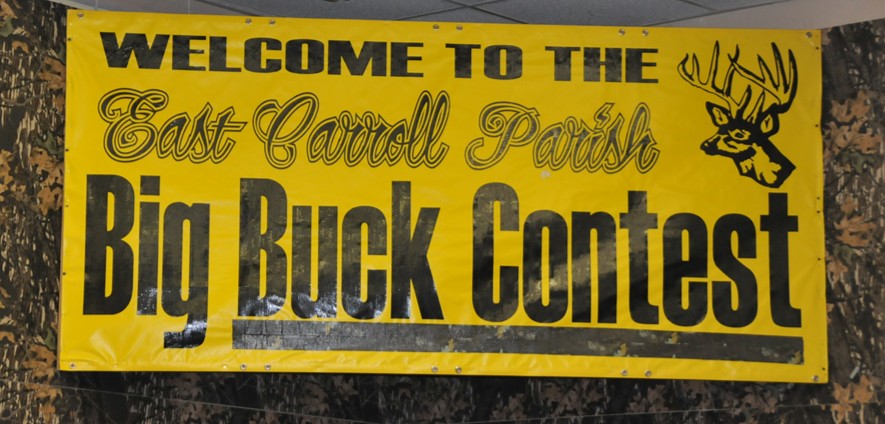 WELCOME TO THE
East Carroll Parish
Big Buck Contest